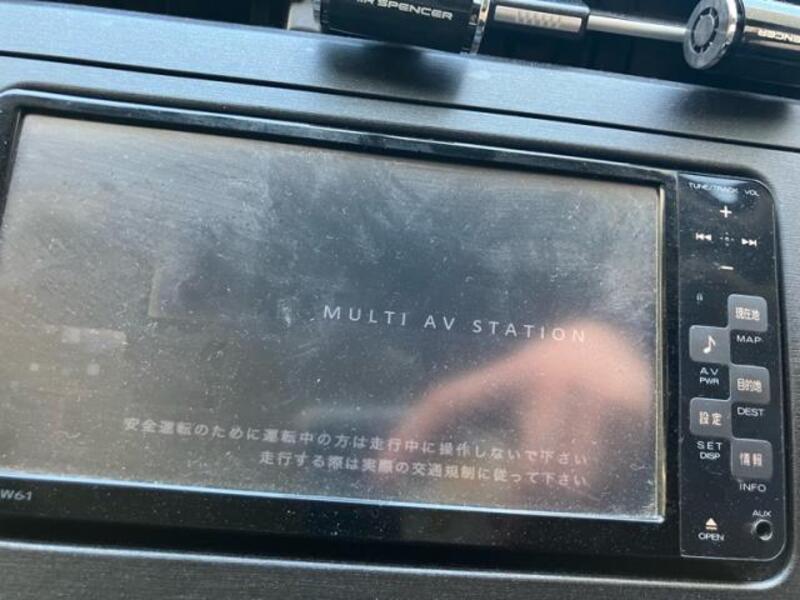 SPENCER
SPENCER
TUNE/TRACK VOL
MULTI AV STATION
現在地
MAP
AV
PWR
目的地
DEST
設定
SET
DISP
情報
INFO
安全運転のために運転中の方は走行中に操作しないで下さい
走行する際は実際の交通規制に従って下さい
W61
OPEN
AUX